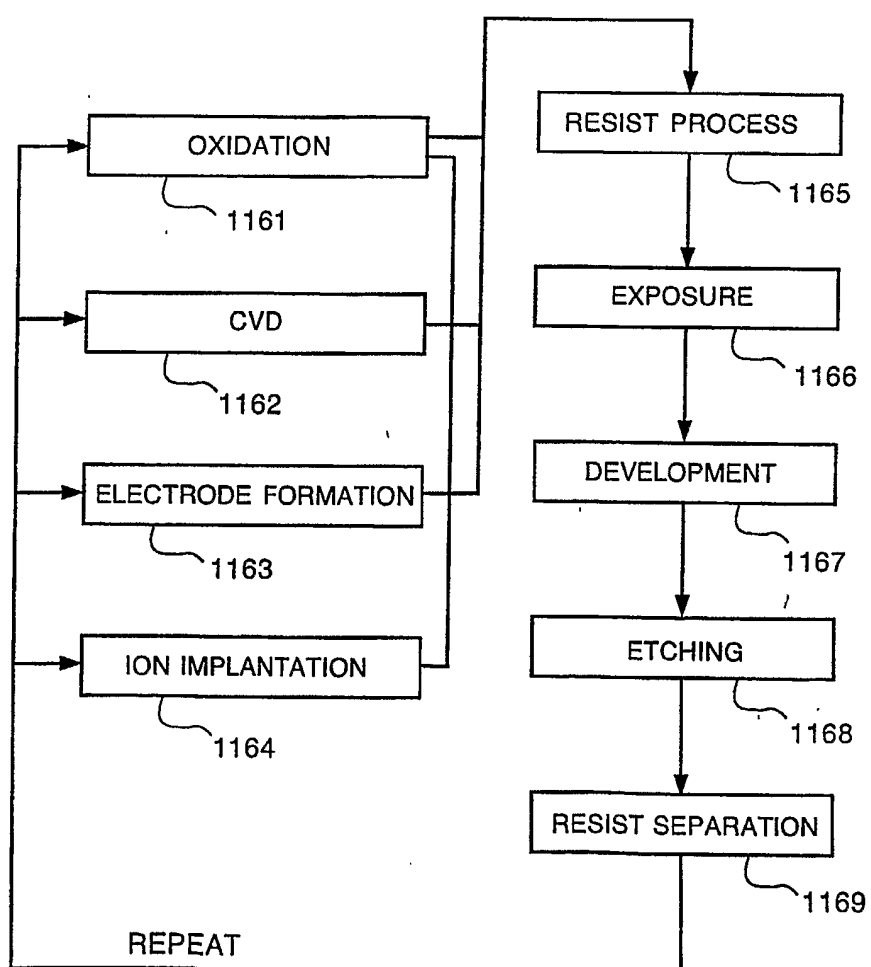 OXIDATION
1161
CVD
1162
ELECTRODE FORMATION
1163
ION IMPLANTATION
1164
RESIST PROCESS
1165
EXPOSURE
1166
DEVELOPMENT
1167
ETCHING
1168
RESIST SEPARATION
1169
REPEAT